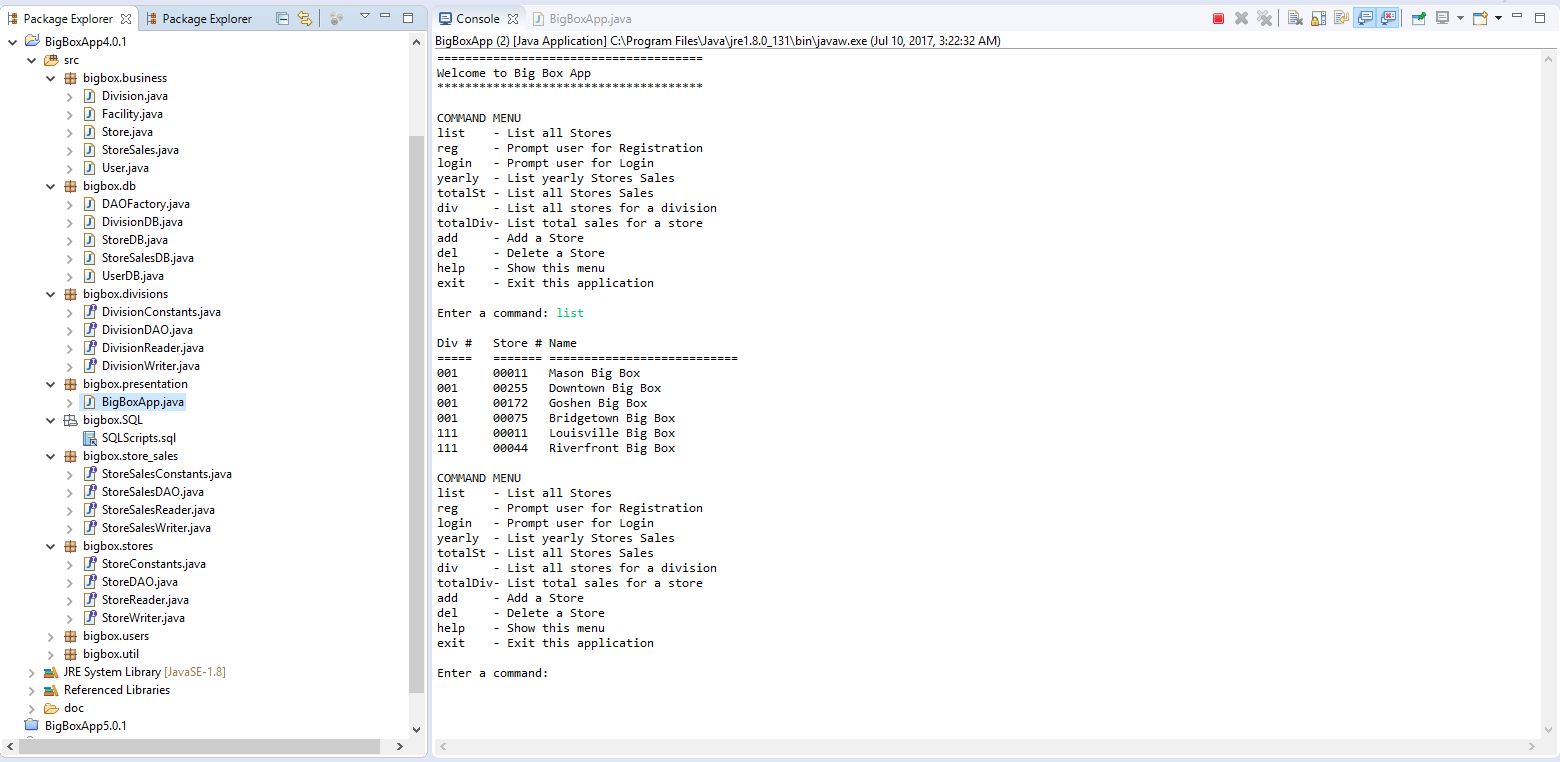 Package Explorer
Package Explorer
BigBoxApp4.0.1
src
bigbox.business
Division.java
Facility.java
Store.java
StoreSales.java
User.java
bigbox.db
DAOFactory.java
DivisionDB.java
StoreDB.java
StoreSalesDB.java
UserDB.java
bigbox.divisions
DivisionConstants.java
DivisionDAO.java
DivisionReader.java
DivisionWriter.java
bigbox.presentation
BigBoxApp.java
bigbox.SQL
SQLScripts.sql
bigbox.store_sales
StoreSalesConstants.java
StoreSalesDAO.java
StoreSalesReader.java
StoreSalesWriter.java
bigbox.stores
StoreConstants.java
StoreDAO.java
StoreReader.java
StoreWriter.java
bigbox.users
bigbox.util
JRE System Library [JavaSE-1.8]
Referenced Libraries
doc
BigBoxApp5.0.1
Console
BigBoxApp.java
BigBoxApp (2) [Java Application] C:\Program Files\Java\jre1.8.0_131\bin\javaw.exe (Jul 10, 2017, 3:22:32 AM)
======================================
Welcome to Big Box App
**************************************
COMMAND MENU
list    - List all Stores
reg     - Prompt user for Registration
login   - Prompt user for Login
yearly  - List yearly Stores Sales
totalSt - List all Stores Sales
div     - List all stores for a division
totalDiv- List total sales for a store
add     - Add a Store
del     - Delete a Store
help    - Show this menu
exit    - Exit this application
Enter a command: list
Div #   Store # Name
=====   ======= ===========================
001     00011   Mason Big Box
001     00255   Downtown Big Box
001     00172   Goshen Big Box
001     00075   Bridgetown Big Box
111     00011   Louisville Big Box
111     00044   Riverfront Big Box
COMMAND MENU
list    - List all Stores
reg     - Prompt user for Registration
login   - Prompt user for Login
yearly  - List yearly Stores Sales
totalSt - List all Stores Sales
div     - List all stores for a division
totalDiv- List total sales for a store
add     - Add a Store
del     - Delete a Store
help    - Show this menu
exit    - Exit this application
Enter a command: